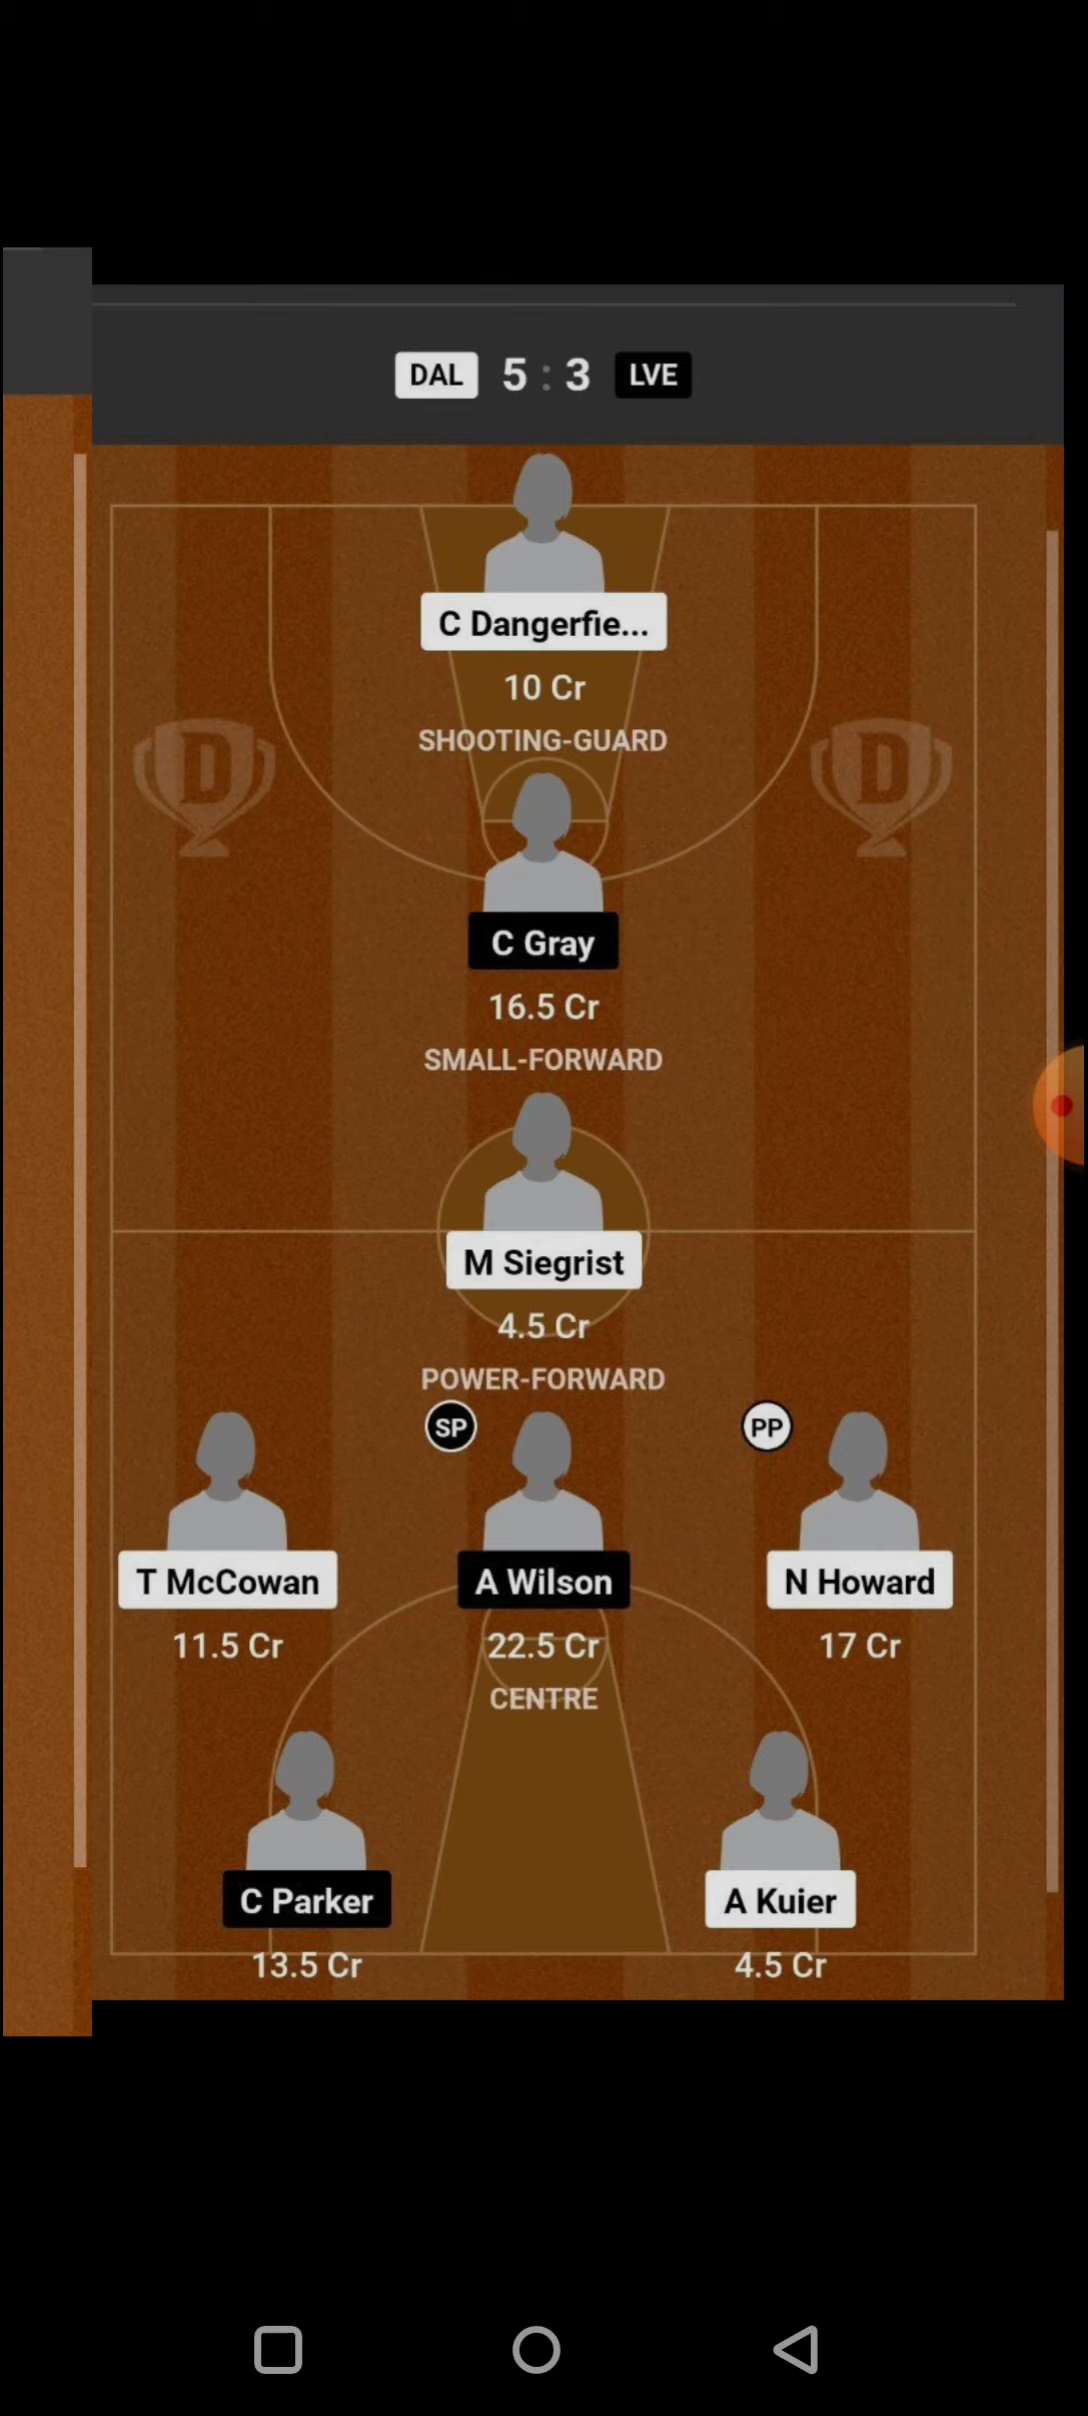 DAL 5 : 3 LVE
C Dangerfie...
10 Cr
SHOOTING-GUARD
C Gray
16.5 Cr
SMALL-FORWARD
M Siegrist
4.5 Cr
POWER-FORWARD
SP PP
T McCowan A Wilson N Howard
11.5 Cr 22.5 Cr 17 Cr
CENTRE
C Parker A Kuier
13.5 Cr 4.5 Cr
D D